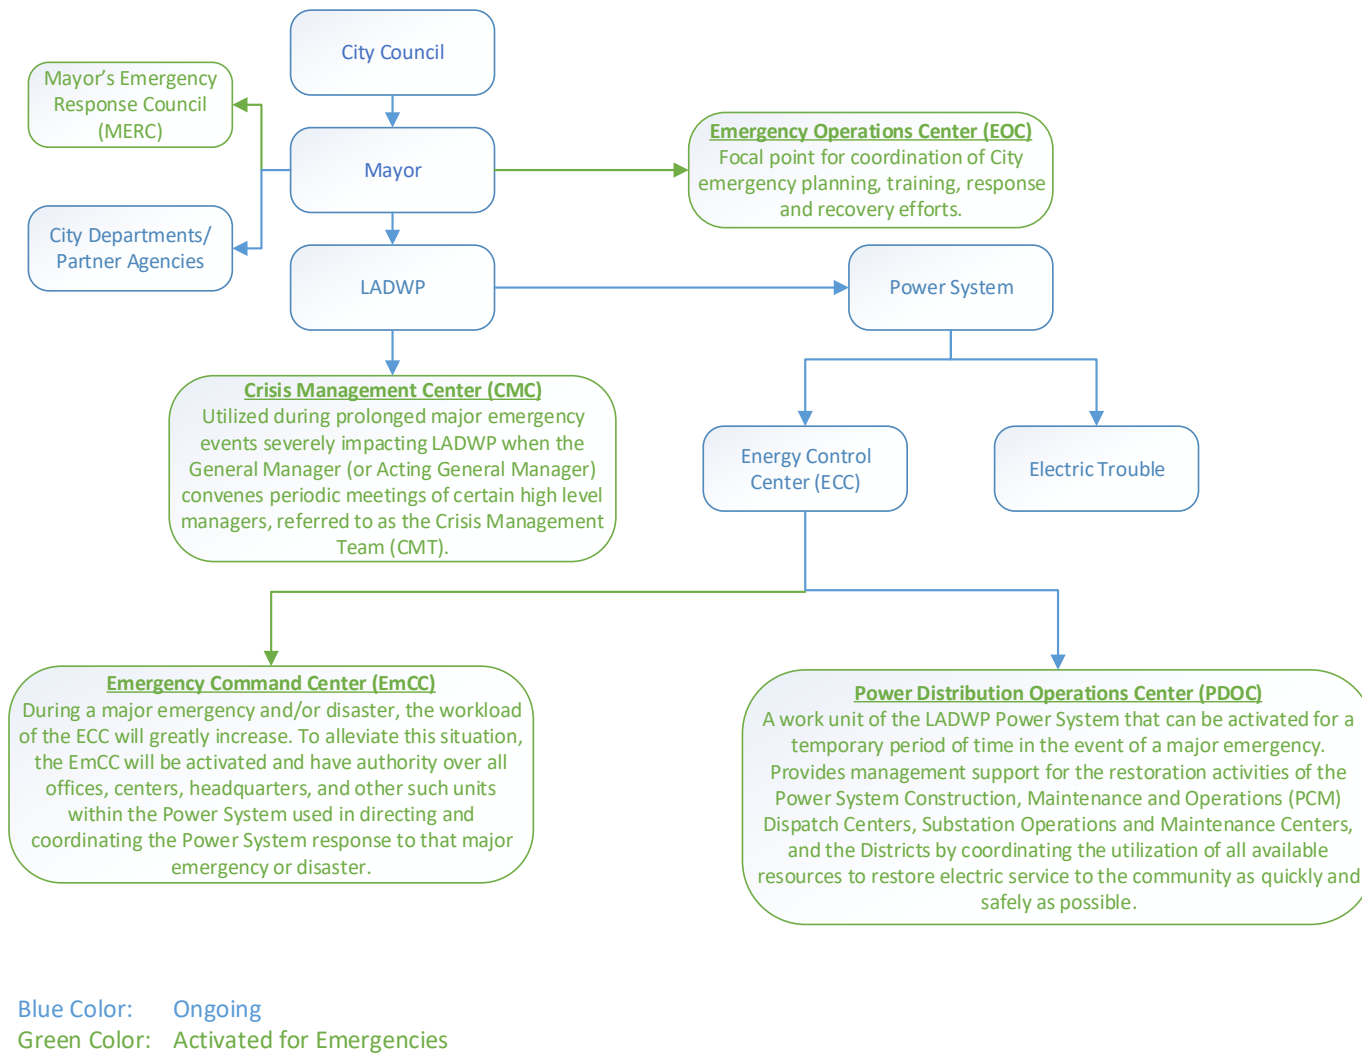 City Council
Mayor’s Emergency
Response Council
(MERC)
Mayor
Emergency Operations Center (EOC)
Focal point for coordination of City
emergency planning, training, response
and recovery efforts.
City Departments/
Partner Agencies
LADWP
Power System
Crisis Management Center (CMC)
Utilized during prolonged major emergency
events severely impacting LADWP when the
General Manager (or Acting General Manager)
convenes periodic meetings of certain high level
managers, referred to as the Crisis Management
Team (CMT).
Energy Control
Center (ECC)
Electric Trouble
Emergency Command Center (EmCC)
During a major emergency and/or disaster, the workload
of the ECC will greatly increase. To alleviate this situation,
the EmCC will be activated and have authority over all
offices, centers, headquarters, and other such units
within the Power System used in directing and
coordinating the Power System response to that major
emergency or disaster.
Power Distribution Operations Center (PDOC)
A work unit of the LADWP Power System that can be activated for a
temporary period of time in the event of a major emergency.
Provides management support for the restoration activities of the
Power System Construction, Maintenance and Operations (PCM)
Dispatch Centers, Substation Operations and Maintenance Centers,
and the Districts by coordinating the utilization of all available
resources to restore electric service to the community as quickly and
safely as possible.
Blue Color: Ongoing
Green Color: Activated for Emergencies